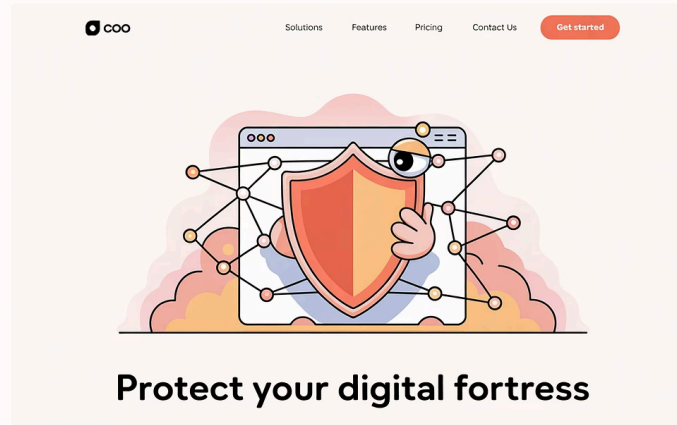 coo
Solutions Features Pricing Contact Us Get started
Protect your digital fortress